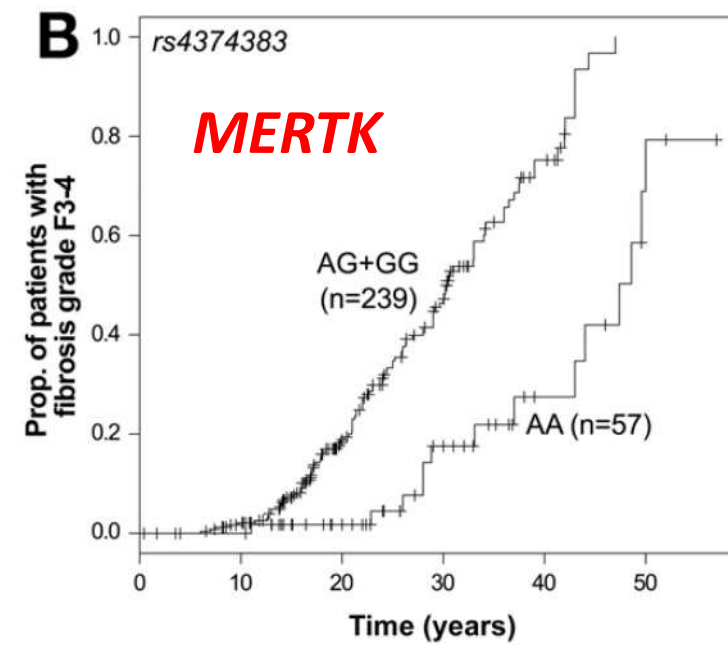 B
rs4374383
MERTK
Prop. of patients with
fibrosis grade F3-4
1.0
0.8
0.6
0.4
0.2
0.0
AG+GG
(n=239)
AA (n=57)
0 10 20 30 40 50
Time (years)